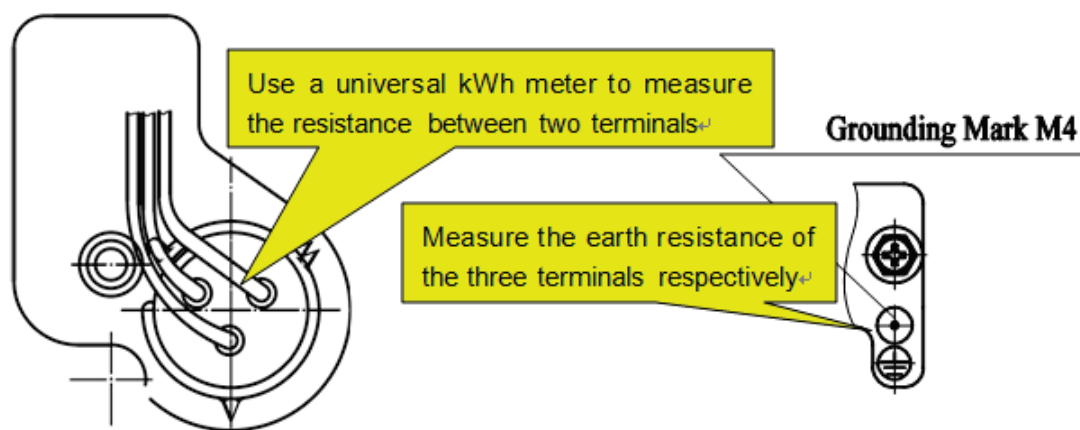 Use a universal kWh meter to measure
the resistance between two terminals↵
Grounding Mark M4
Measure the earth resistance of
the three terminals respectively↵